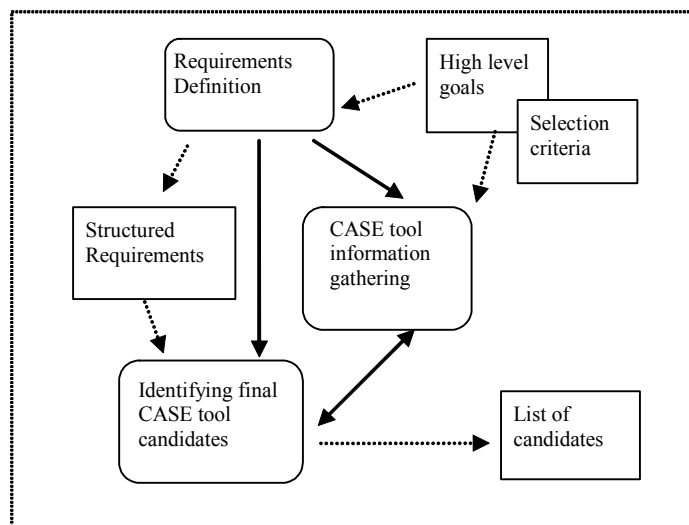 Requirements
Definition
High level
goals
Selection
criteria
Structured
Requirements
CASE tool
information
gathering
Identifying final
CASE tool
candidates
List of
candidates